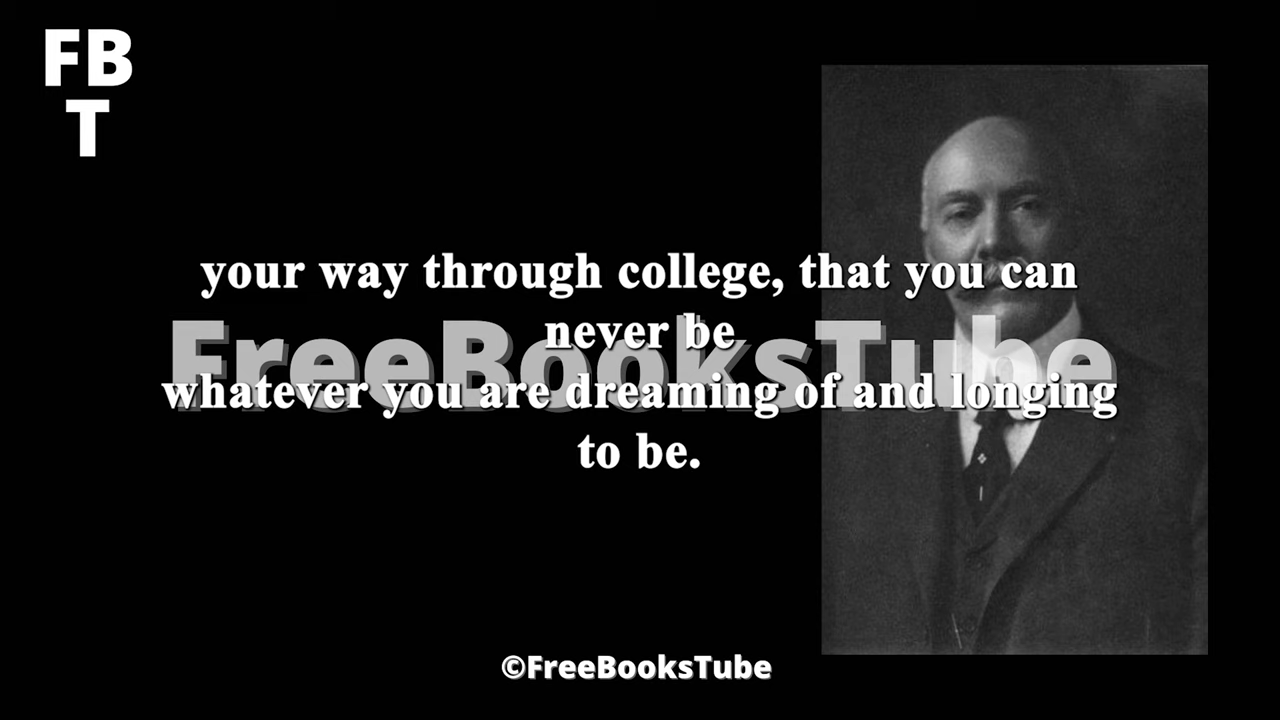 FB
T
your way through college, that you can
never be
FreeBooksTube
whatever you are dreaming of and longing
to be.
©FreeBooksTube